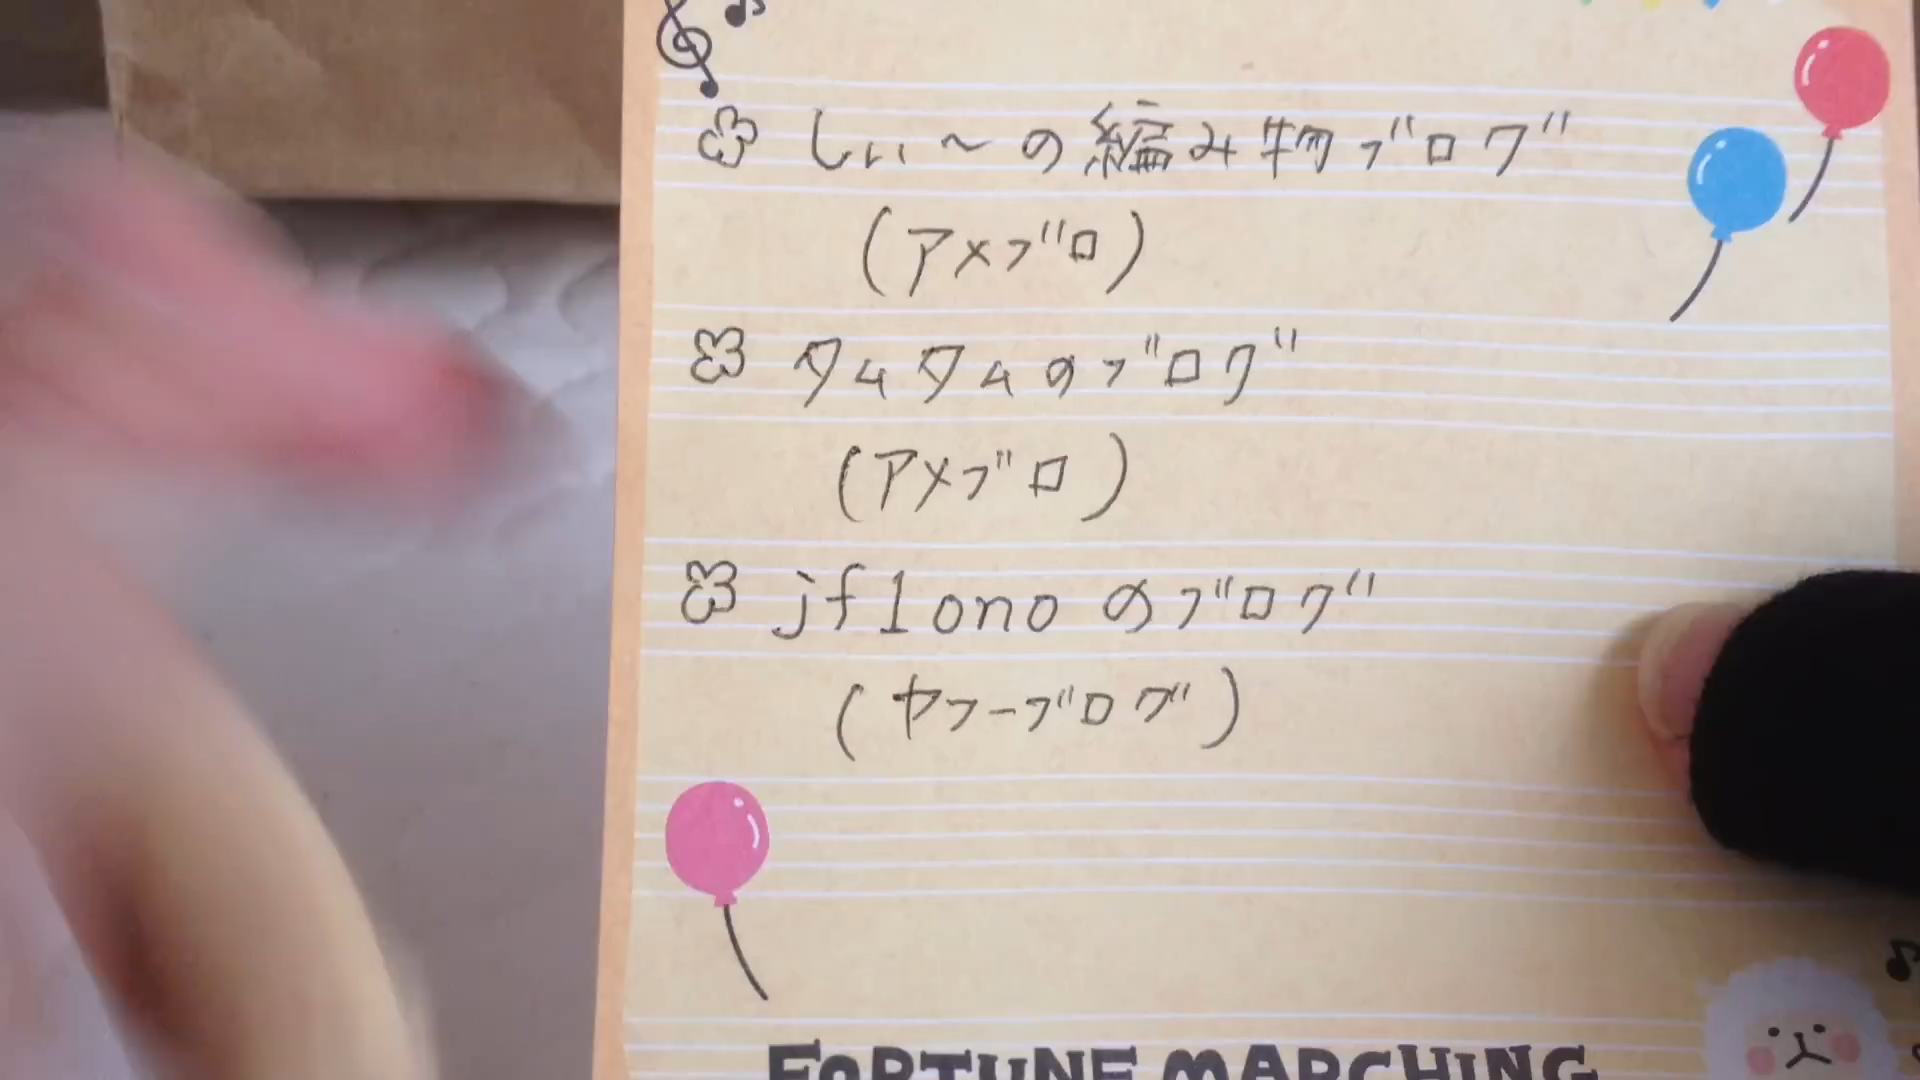 しぃ〜の編み物ブログ
(アメブロ)
タムタムのブログ
(アメブロ)
jflonoのブログ
(ヤフーブログ)
FORTUNE MARCHING